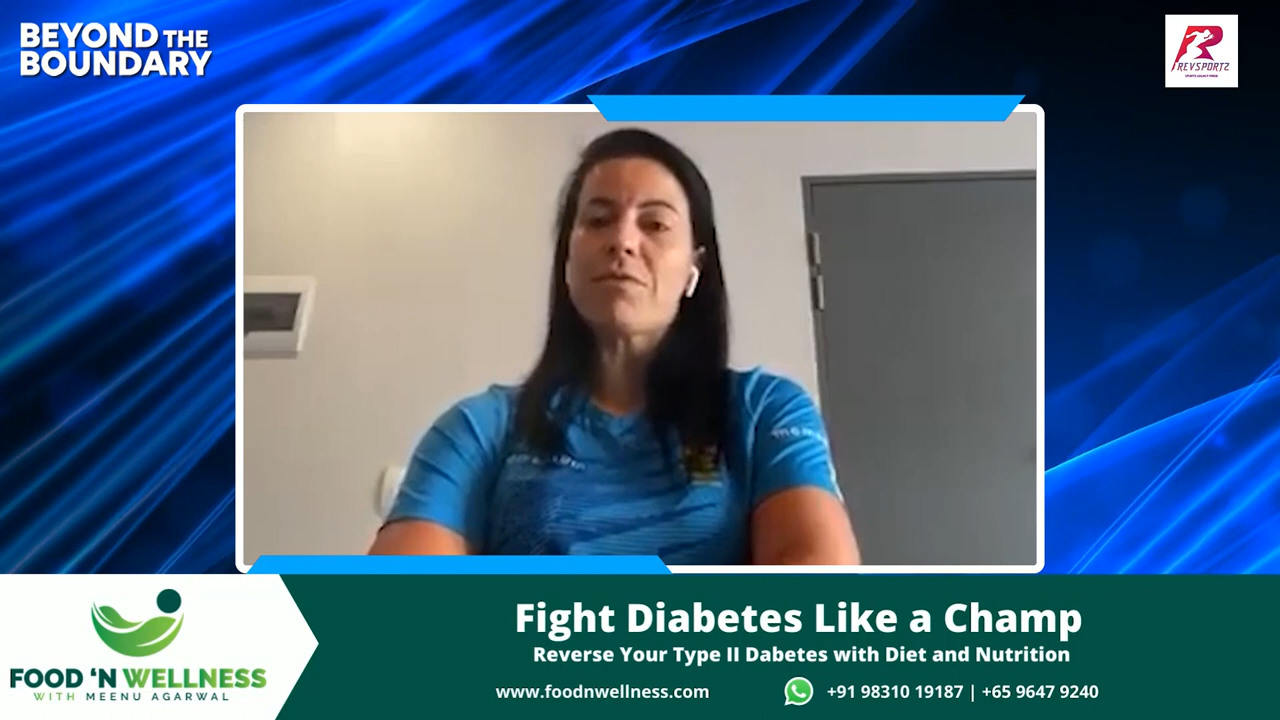 BEYOND THE
BOUNDARY
REVSPORTZ
Fight Diabetes Like a Champ
Reverse Your Type II Dabetes with Diet and Nutrition
FOOD 'N WELLNESS
WITH MEENU AGARWAL
www.foodnwellness.com
+91 98310 19187 | +65 9647 9240